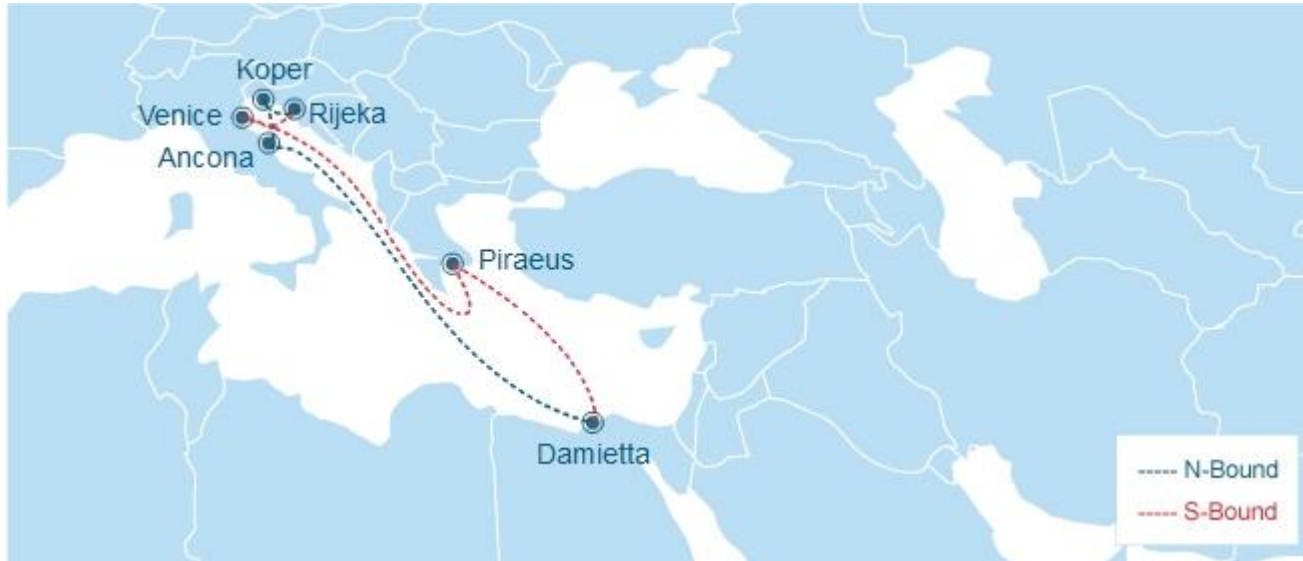 Koper
Venice
Rijeka
Ancona
Piraeus
Damietta
N-Bound
S-Bound